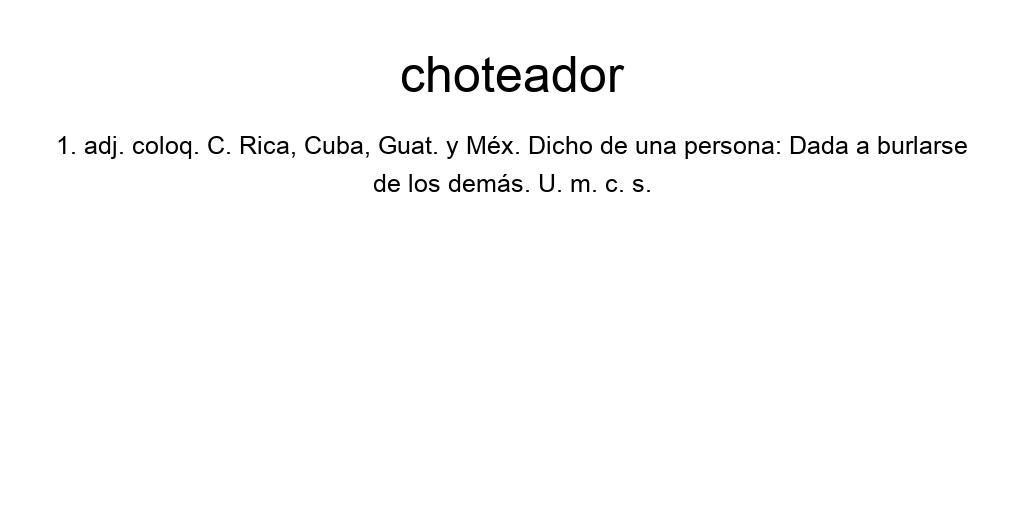 choteador
1. adj. coloq. C. Rica, Cuba, Guat. y Méx. Dicho de una persona: Dada a burlarse
de los demás. U. m. c. s.